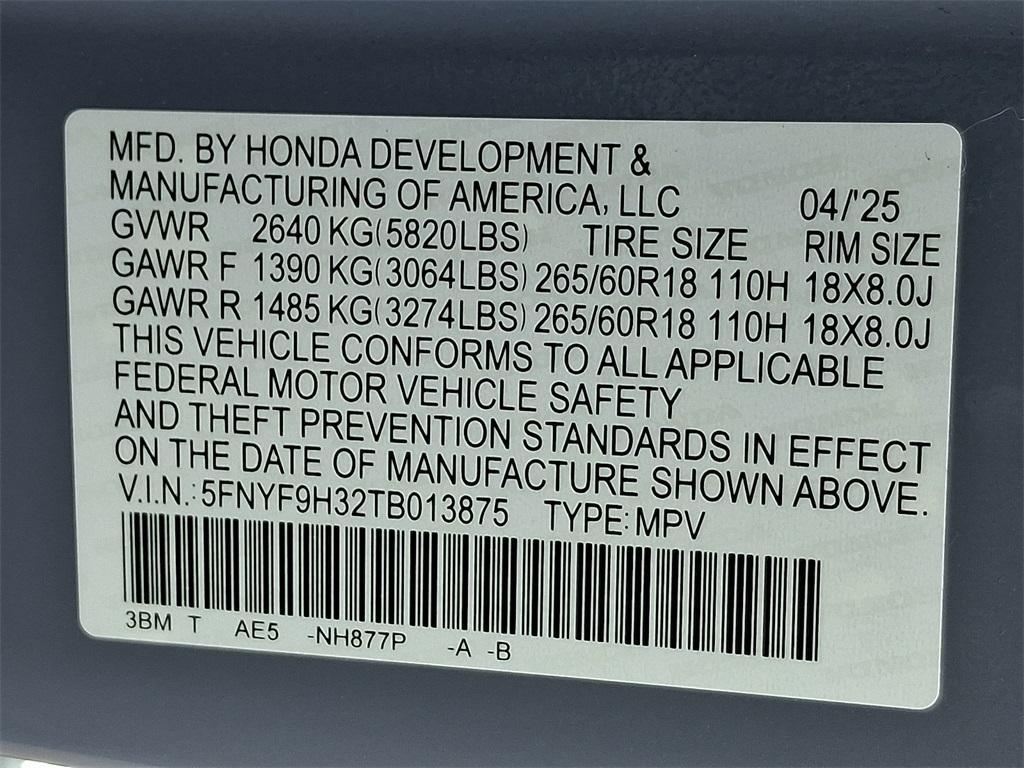 MFD. BY HONDA DEVELOPMENT &
MANUFACTURING OF AMERICA, LLC 04/'25
GVWR 2640 KG(5820LBS) TIRE SIZE RIM SIZE
GAWR F 1390 KG(3064LBS) 265/60R18 110H 18X8.0J
GAWR R 1485 KG(3274LBS) 265/60R18 110H 18X8.0J
THIS VEHICLE CONFORMS TO ALL APPLICABLE
FEDERAL MOTOR VEHICLE SAFETY
AND THEFT PREVENTION STANDARDS IN EFFECT
ON THE DATE OF MANUFACTURE SHOWN ABOVE.
V.I.N.: 5FNYF9H32TB013875 TYPE: MPV
3BM T AE5 -NH877P -A -B